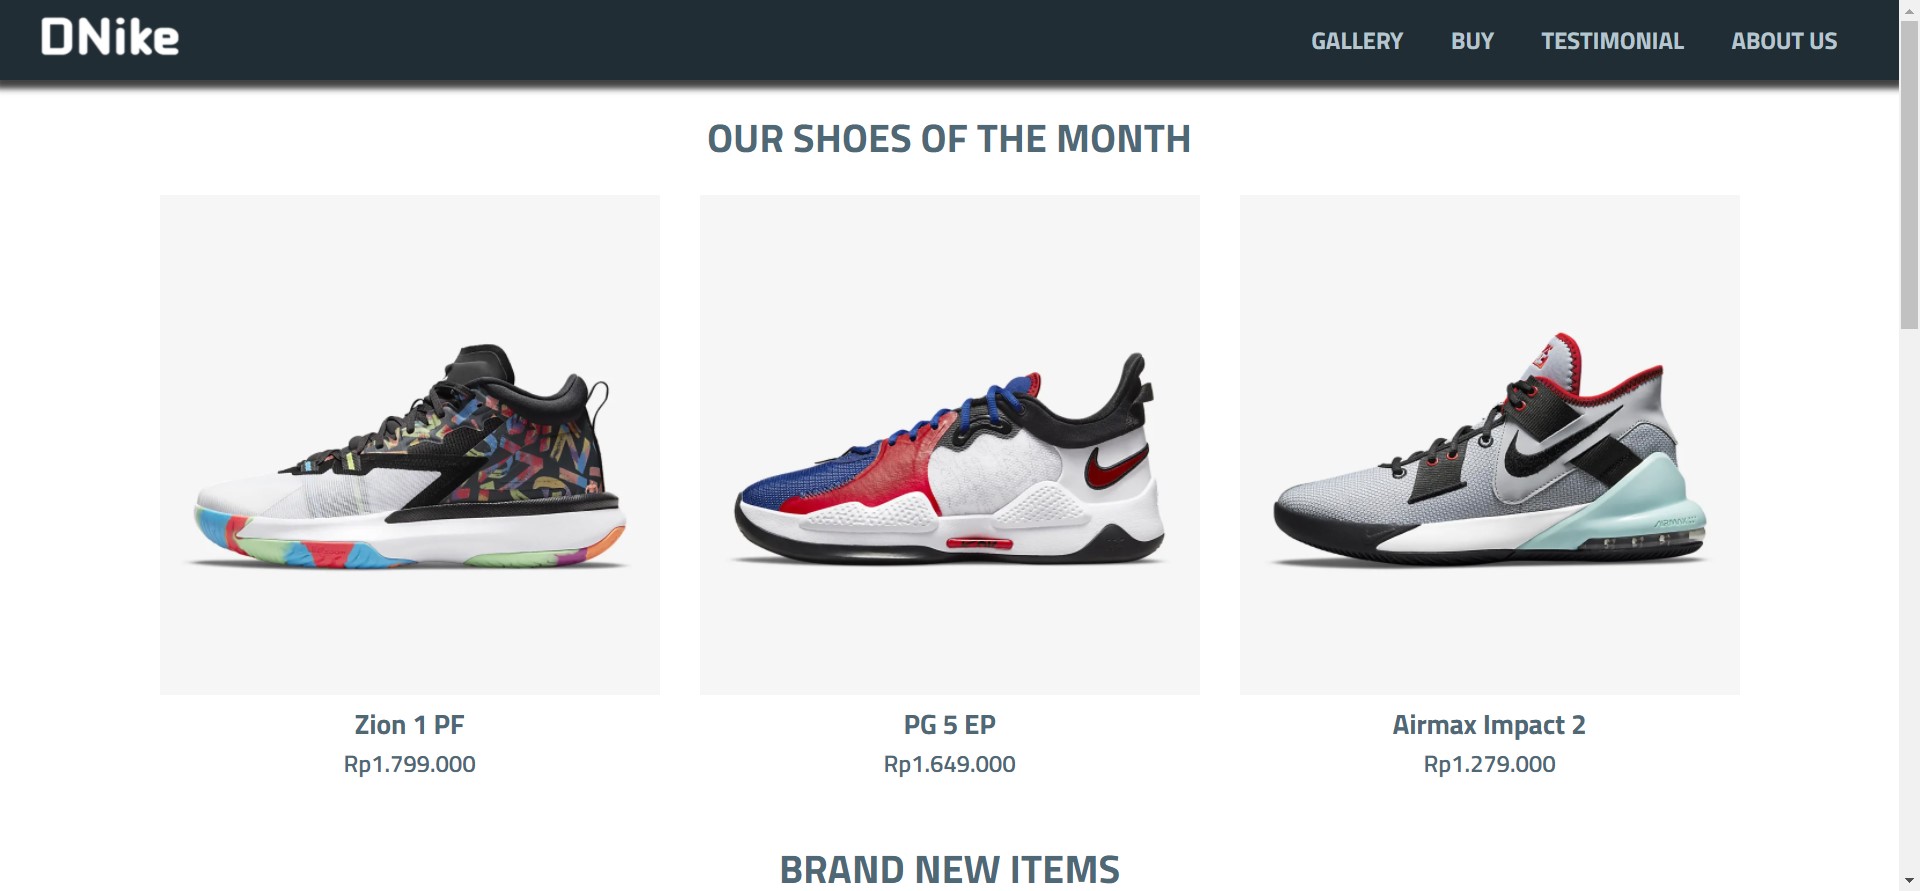 DNike
GALLERY BUY TESTIMONIAL ABOUT US
OUR SHOES OF THE MONTH
Zion 1 PF
Rp1.799.000
PG 5 EP
Rp1.649.000
Airmax Impact 2
Rp1.279.000
BRAND NEW ITEMS